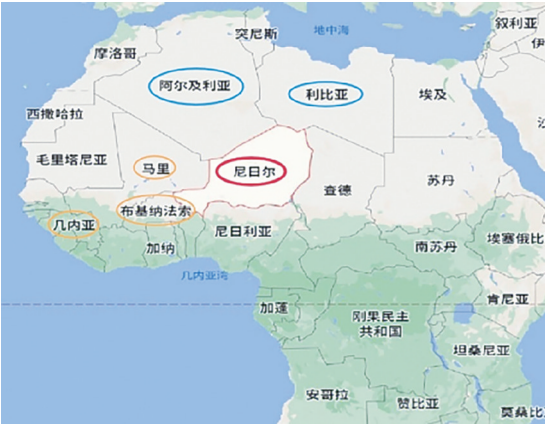 地中海
叙利亚
突尼斯
伊
摩洛哥
阿尔及利亚
利比亚
埃及
西撒哈拉
沙
毛里塔尼亚
马里
尼日尔
查德
苏丹
布基纳法索
几内亚
尼日利亚
加纳
南苏丹
埃塞俄比
几内亚湾
肯尼亚
加蓬
刚果民主
共和国
坦桑尼亚
安哥拉
赞比亚
莫桑比